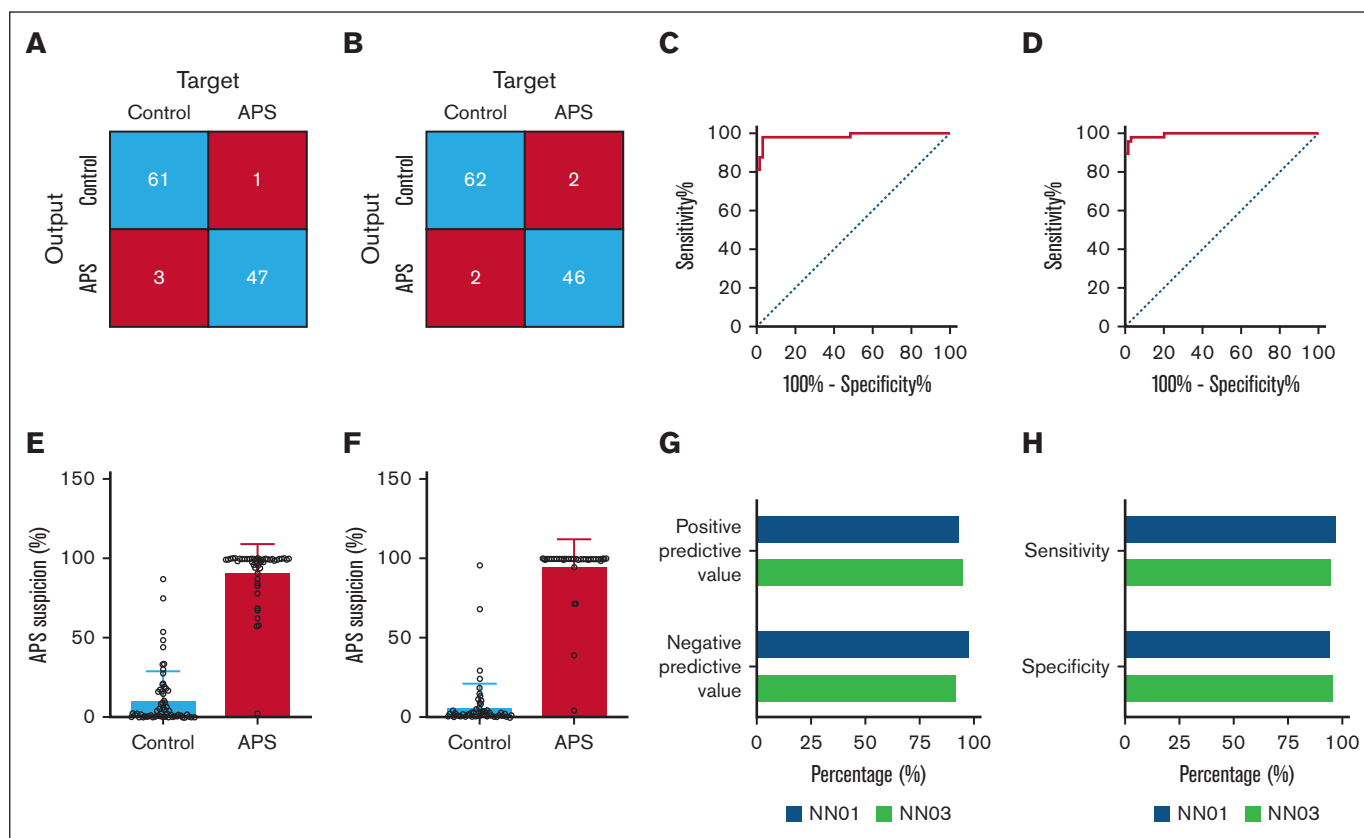 A
Target
Control APS
Output
Control
61 1
APS
3 47
B
Target
Control APS
Output
Control
62 2
APS
2 46
C
Sensitivity%
100
80
60
40
20
0
0 20 40 60 80 100
100% - Specificity%
D
Sensitivity%
100
80
60
40
20
0
0 20 40 60 80 100
100% - Specificity%
E
APS suspicion (%)
150
100
50
0
Control APS
F
APS suspicion (%)
150
100
50
0
Control APS
G
Positive
predictive
value
Negative
predictive
value
0 25 50 75 100
Percentage (%)
NN01 NN03
H
Sensitivity
Specificity
0 25 50 75 100
Percentage (%)
NN01 NN03